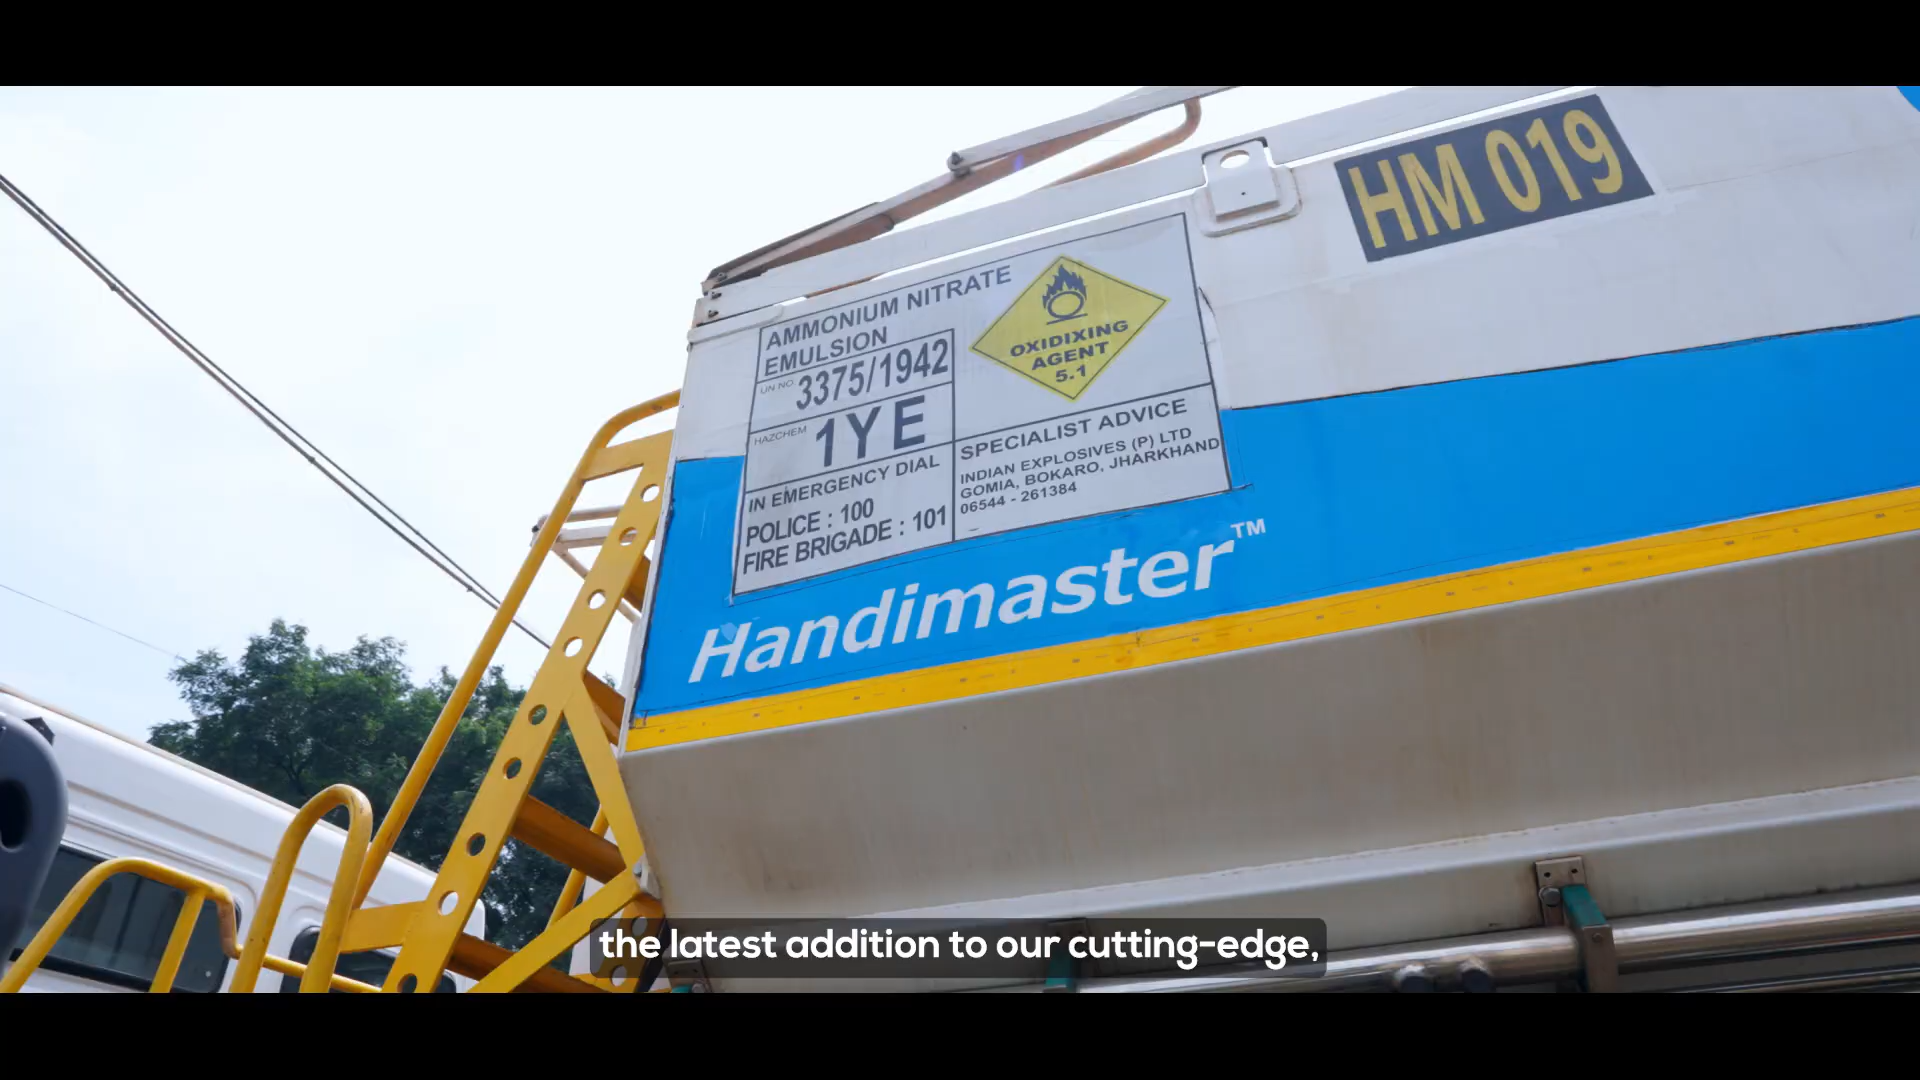 HM 019
AMMONIUM NITRATE
EMULSION
UN NO. 3375/1942
HAZCHEM 1YE
IN EMERGENCY DIAL
POLICE : 100
FIRE BRIGADE : 101
OXIDIXING
AGENT
5.1
SPECIALIST ADVICE
INDIAN EXPLOSIVES (P) LTD
GOMIA, BOKARO, JHARKHAND
06544 - 261384
Handimaster™
the latest addition to our cutting-edge,